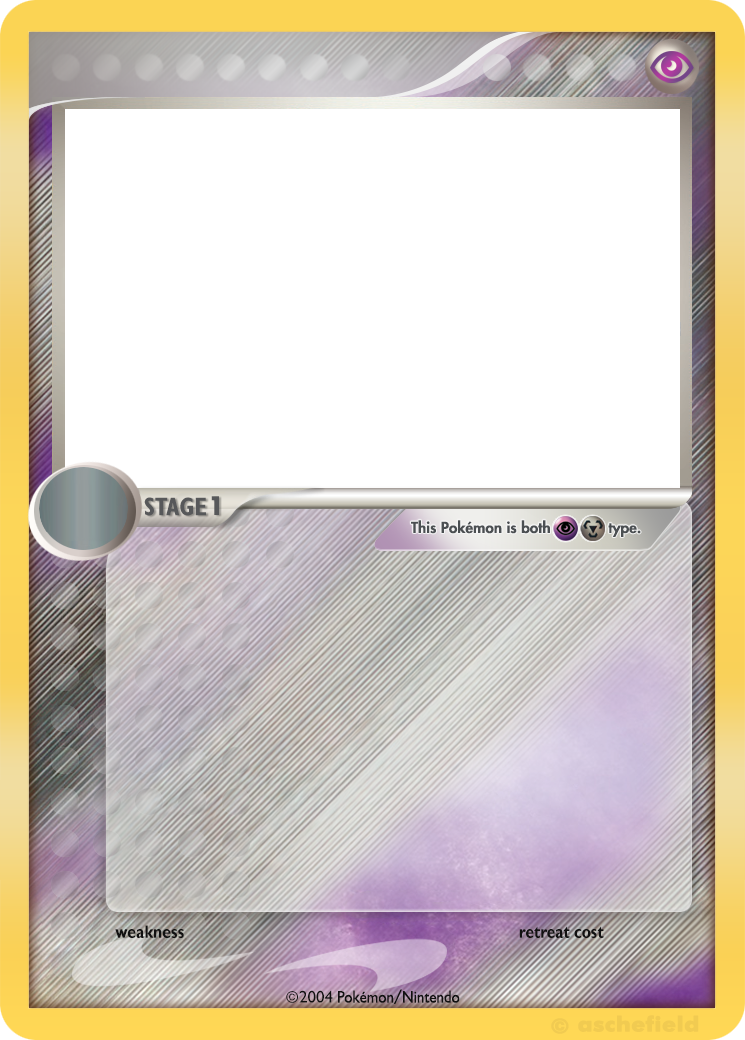 STAGE 1
This Pokémon is both type.
weakness
retreat cost
©2004 Pokémon/Nintendo
© aschefield